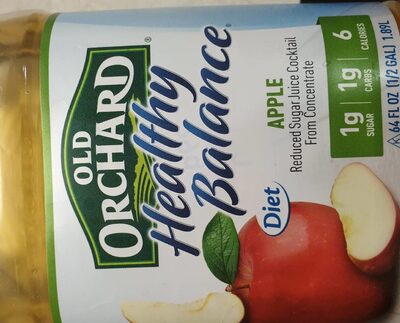 OLD
ORCHARD
Healthy
Balance®
Diet
APPLE
Reduced Sugar Juice Cocktail
From Concentrate
1g SUGAR
1g CARBS
6 CALORIES
64 FL OZ (1/2 GAL) 1.89L